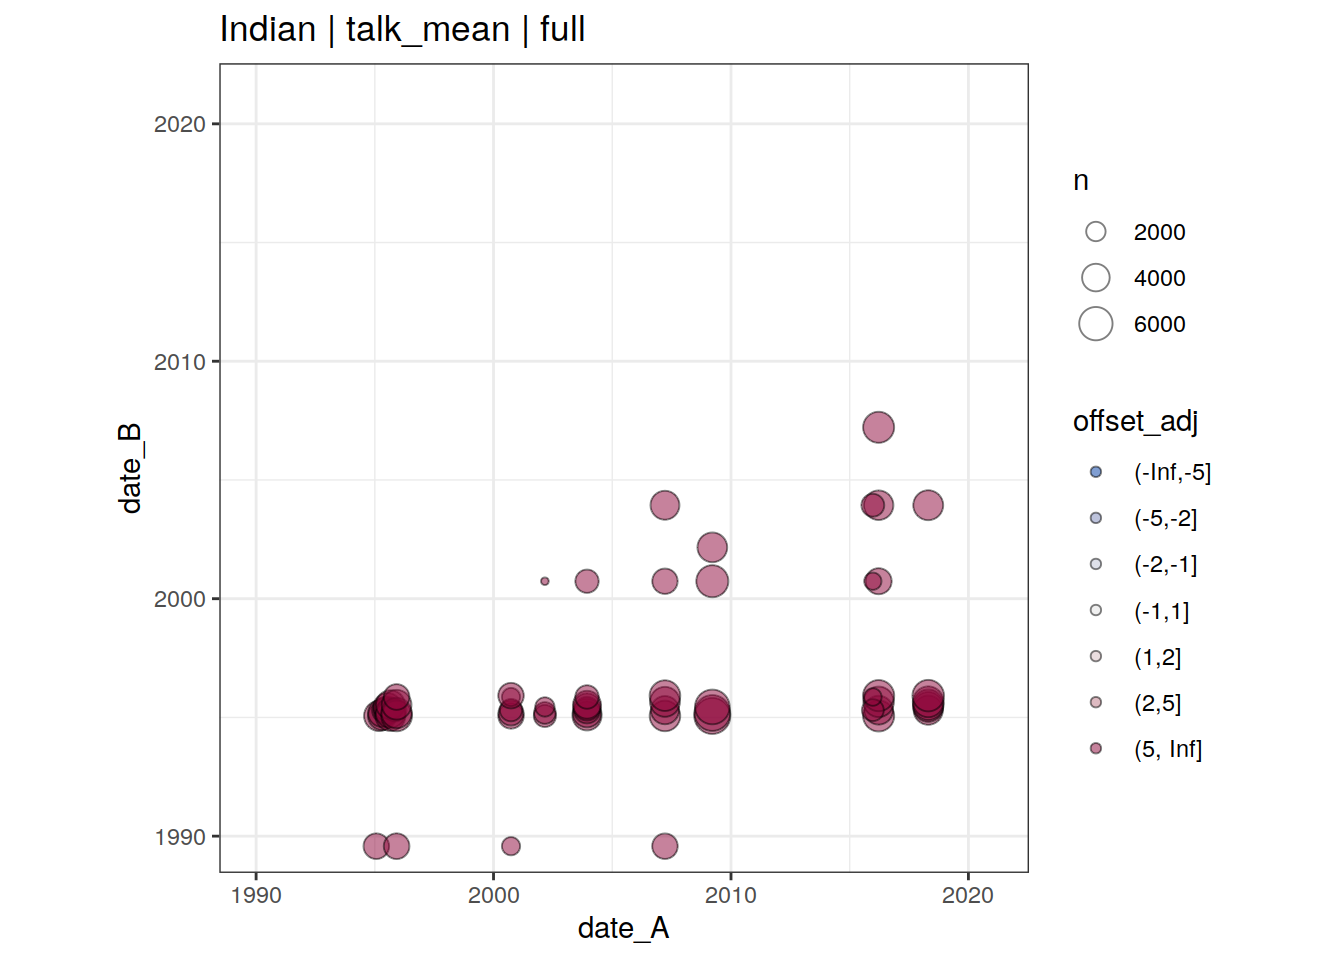 Indian | talk_mean | full
2020
2010
2000
1990
date_B
1990
2000
2010
2020
date_A
n
2000
4000
6000
offset_adj
(-Inf,-5]
(-5,-2]
(-2,-1]
(-1,1]
(1,2]
(2,5]
(5, Inf]